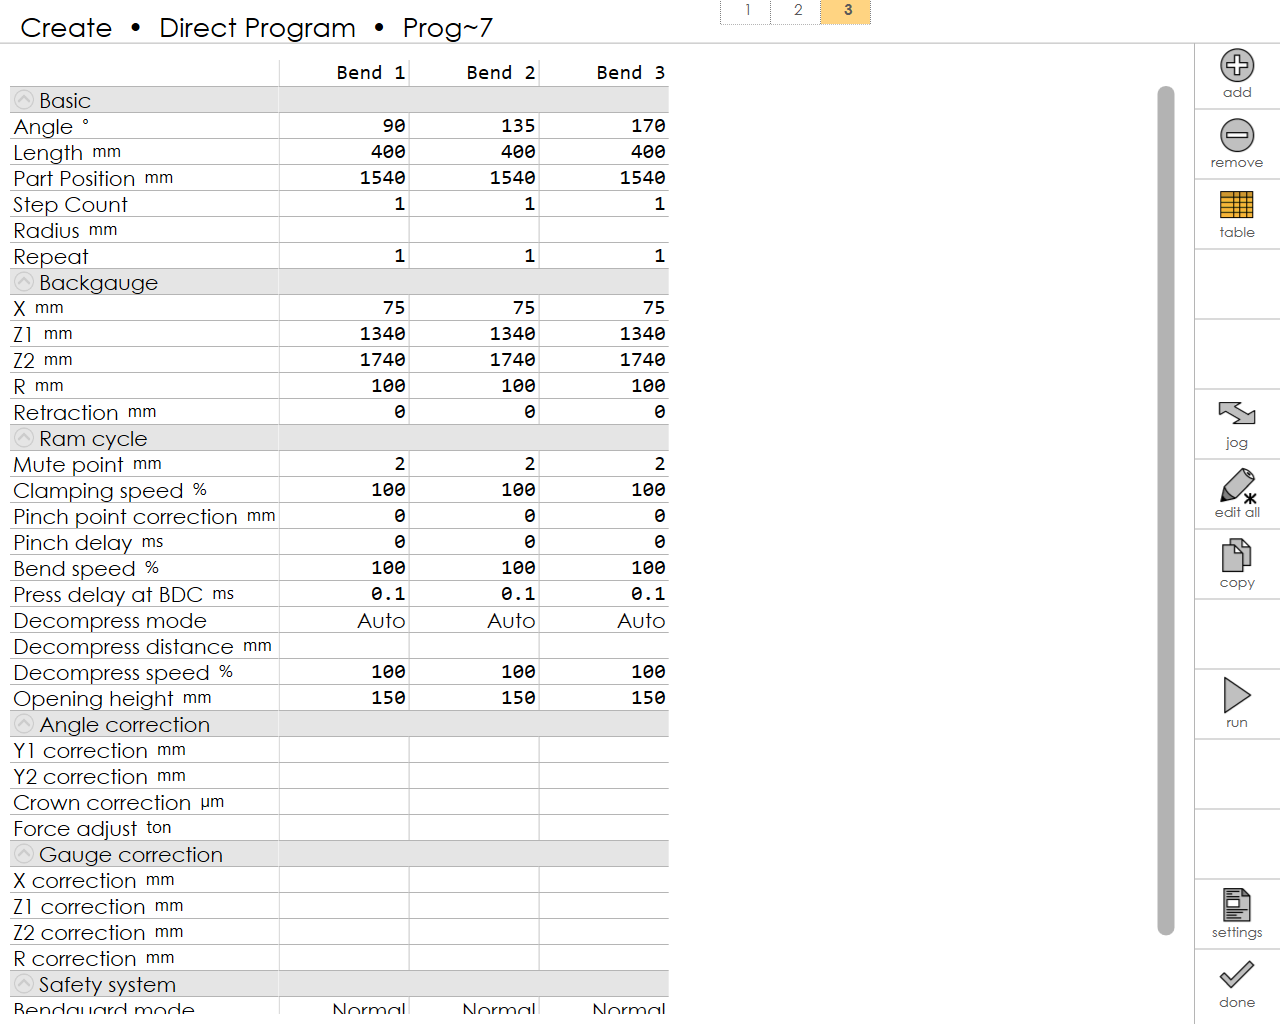 Create • Direct Program • Prog~7
1 2 3
Bend 1 Bend 2 Bend 3
Basic
Angle ° 90 135 170
Length mm 400 400 400
Part Position mm 1540 1540 1540
Step Count 1 1 1
Radius mm
Repeat 1 1 1
Backgauge
X mm 75 75 75
Z1 mm 1340 1340 1340
Z2 mm 1740 1740 1740
R mm 100 100 100
Retraction mm 0 0 0
Ram cycle
Mute point mm 2 2 2
Clamping speed % 100 100 100
Pinch point correction mm 0 0 0
Pinch delay ms 0 0 0
Bend speed % 100 100 100
Press delay at BDC ms 0.1 0.1 0.1
Decompress mode Auto Auto Auto
Decompress distance mm
Decompress speed % 100 100 100
Opening height mm 150 150 150
Angle correction
Y1 correction mm
Y2 correction mm
Crown correction µm
Force adjust ton
Gauge correction
X correction mm
Z1 correction mm
Z2 correction mm
R correction mm
Safety system
Bendguard mode Normal Normal Normal
add
remove
table
jog
edit all
copy
run
settings
done